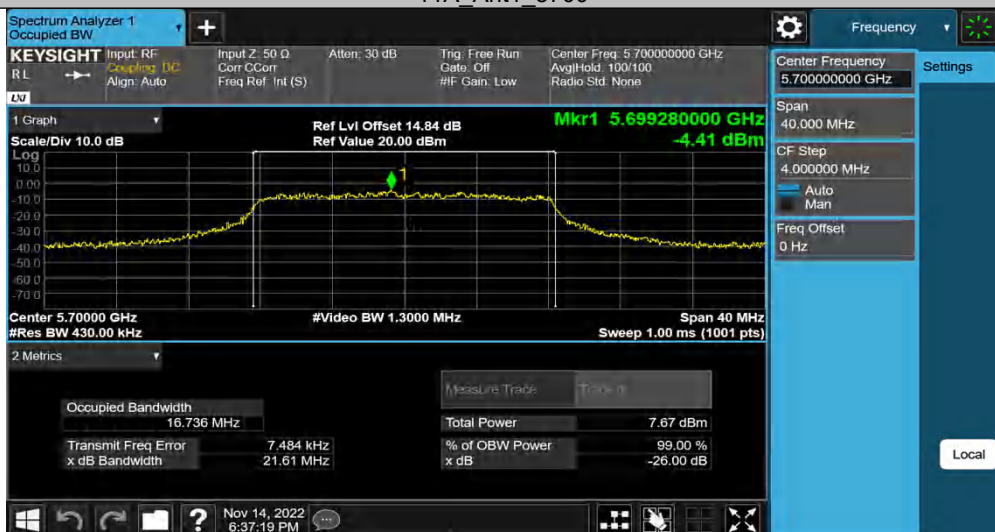 Spectrum Analyzer 1
Occupied BW
+
Frequency
KEYSIGHT
RL
LXI
Input: RF
Coupling: DC
Align: Auto
Input Z: 50 Ω
Corr CCorr
Freq Ref: Int (S)
Atten: 30 dB
Trig: Free Run
Gate: Off
#IF Gain: Low
Center Freq: 5.700000000 GHz
Avg|Hold: 100/100
Radio Std: None
Center Frequency
5.700000000 GHz
Settings
Span
40.000 MHz
CF Step
4.000000 MHz
Auto
Man
Freq Offset
0 Hz
Local
1 Graph
Scale/Div 10.0 dB
Ref Lvl Offset 14.84 dB
Ref Value 20.00 dBm
Mkr1 5.699280000 GHz
-4.41 dBm
Log
10.0
0.00
-10.0
-20.0
-30.0
-40.0
-50.0
-60.0
-70.0
1
Center 5.70000 GHz
#Res BW 430.00 kHz
#Video BW 1.3000 MHz
Span 40 MHz
Sweep 1.00 ms (1001 pts)
2 Metrics
Measure Trace
Occupied Bandwidth
16.736 MHz
Total Power 7.67 dBm
Transmit Freq Error 7.484 kHz
% of OBW Power 99.00 %
x dB Bandwidth 21.61 MHz
x dB -26.00 dB
?
Nov 14, 2022
6:37:19 PM